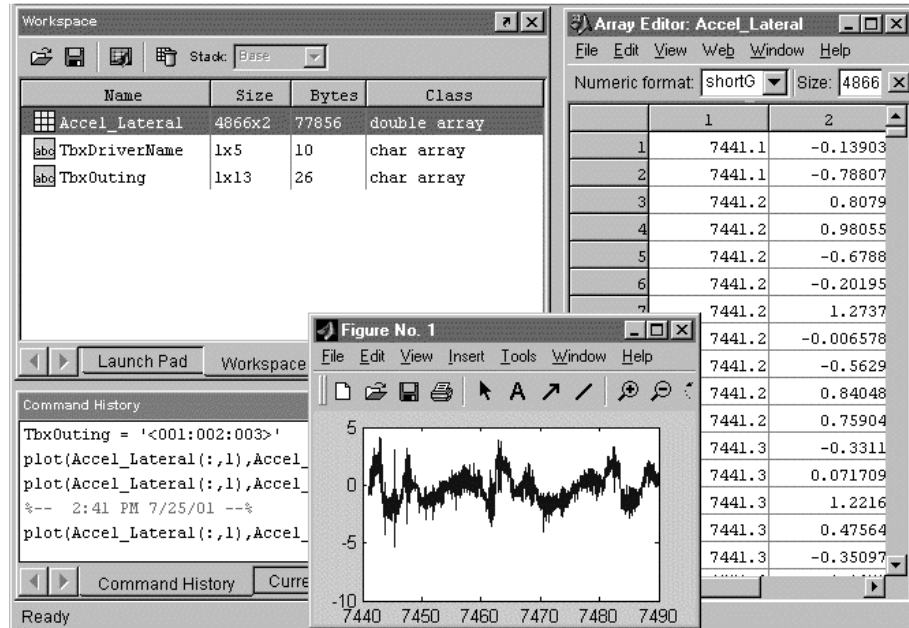 Workspace
Stack: Base
Name Size Bytes Class
Accel_Lateral 4866x2 77856 double array
abc TbxDriverName 1x5 10 char array
abc TbxOuting 1x13 26 char array
Launch Pad Workspace
Command History
TbxOuting = '<001:002:003>'
plot(Accel_Lateral(:,1),Accel_
plot(Accel_Lateral(:,1),Accel_
%-- 2:41 PM 7/25/01 --%
plot(Accel_Lateral(:,1),Accel_
Command History Curre
Ready
Array Editor: Accel_Lateral
File Edit View Web Window Help
Numeric format: shortG Size: 4866
1 2
1 7441.1 -0.13903
2 7441.1 -0.78807
3 7441.2 0.8079
4 7441.2 0.98055
5 7441.2 -0.6788
6 7441.2 -0.20195
7 7441.2 1.2737
7441.2 -0.006578
7441.2 -0.5629
7441.2 0.84048
7441.2 0.75904
7441.3 -0.3311
7441.3 0.071709
7441.3 1.2216
7441.3 0.47564
7441.3 -0.35097
Figure No. 1
File Edit View Insert Tools Window Help
A
5
0
-5
-10
7440 7450 7460 7470 7480 7490